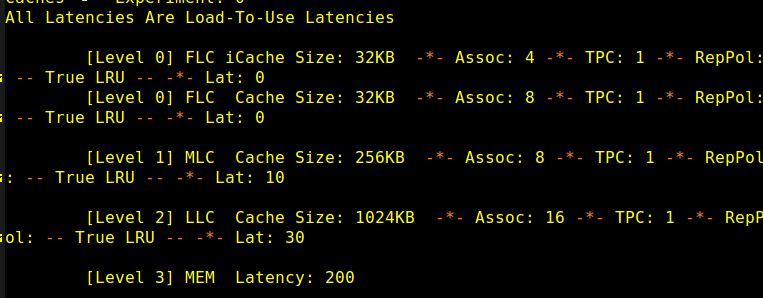 Caches - Experiment: 0
All Latencies Are Load-To-Use Latencies
[Level 0] FLC iCache Size: 32KB -*- Assoc: 4 -*- TPC: 1 -*- RepPol:
-- True LRU -- -*- Lat: 0
[Level 0] FLC Cache Size: 32KB -*- Assoc: 8 -*- TPC: 1 -*- RepPol:
-- True LRU -- -*- Lat: 0
[Level 1] MLC Cache Size: 256KB -*- Assoc: 8 -*- TPC: 1 -*- RepPol
: -- True LRU -- -*- Lat: 10
[Level 2] LLC Cache Size: 1024KB -*- Assoc: 16 -*- TPC: 1 -*- RepP
ol: -- True LRU -- -*- Lat: 30
[Level 3] MEM Latency: 200